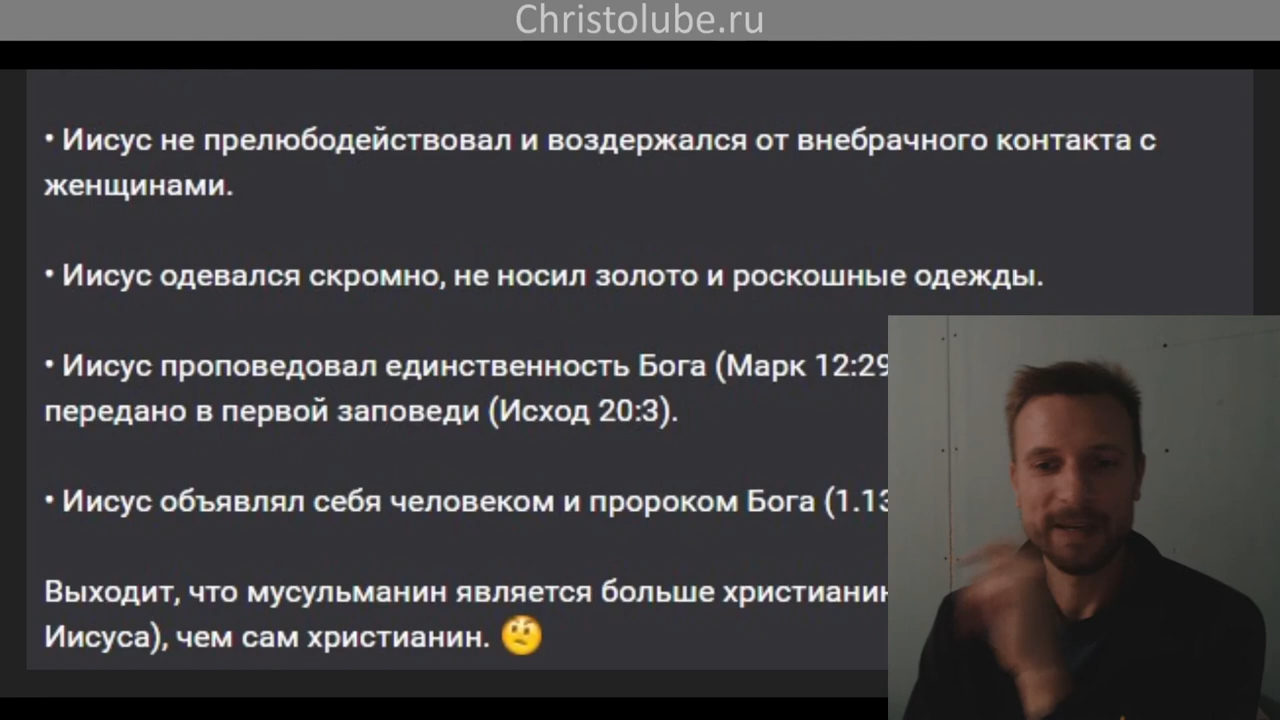 Christolube.ru
• Иисус не прелюбодействовал и воздержался от внебрачного контакта с
женщинами.
• Иисус одевался скромно, не носил золото и роскошные одежды.
• Иисус проповедовал единственность Бога (Марк 12:29
передано в первой заповеди (Исход 20:3).
• Иисус объявлял себя человеком и пророком Бога (1.13
Выходит, что мусульманин является больше
Иисуса), чем сам христианин.